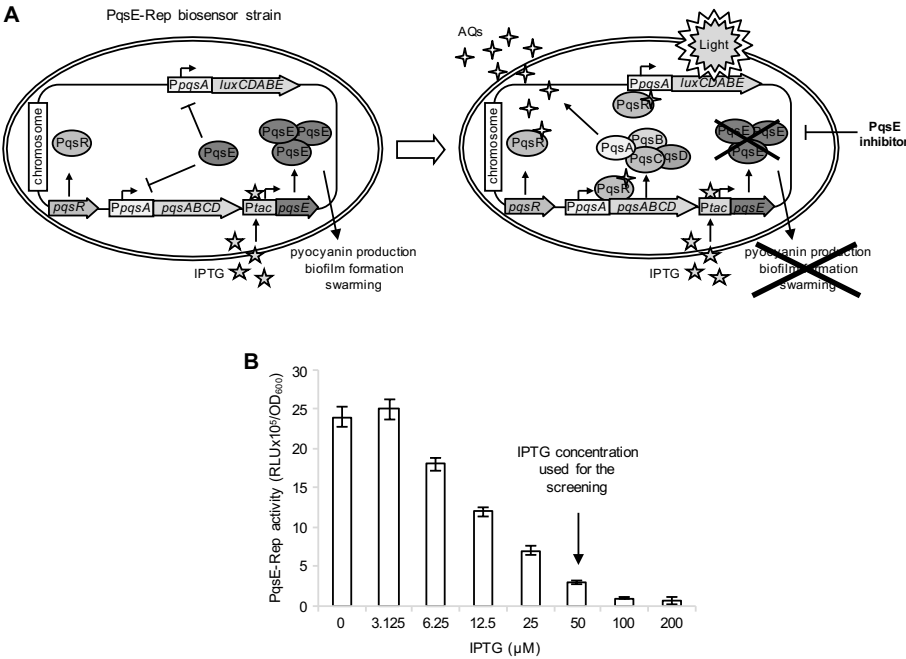 A
PqsE-Rep biosensor strain
PpqsA luxCDABE
chromosome
PqsR
PqsE
PqsE PqsE
PqsE
pqsR PpqsA pqsABCD Ptac pqsE
IPTG
pyocyanin production
biofilm formation
swarming
AQs
Light
PpqsA luxCDABE
PqsR
chromosome
PqsR
PqsA PqsB
PqsC PqsD
PqsE PqsE
PqsE
PqsE
inhibitor
PqsR
pqsR PpqsA pqsABCD Ptac pqsE
IPTG
pyocyanin production
biofilm formation
swarming
B
PqsE-Rep activity (RLUx10⁵/OD₆₀₀)
30
25
20
15
10
5
0
IPTG concentration
used for the
screening
0 3.125 6.25 12.5 25 50 100 200
IPTG (µM)